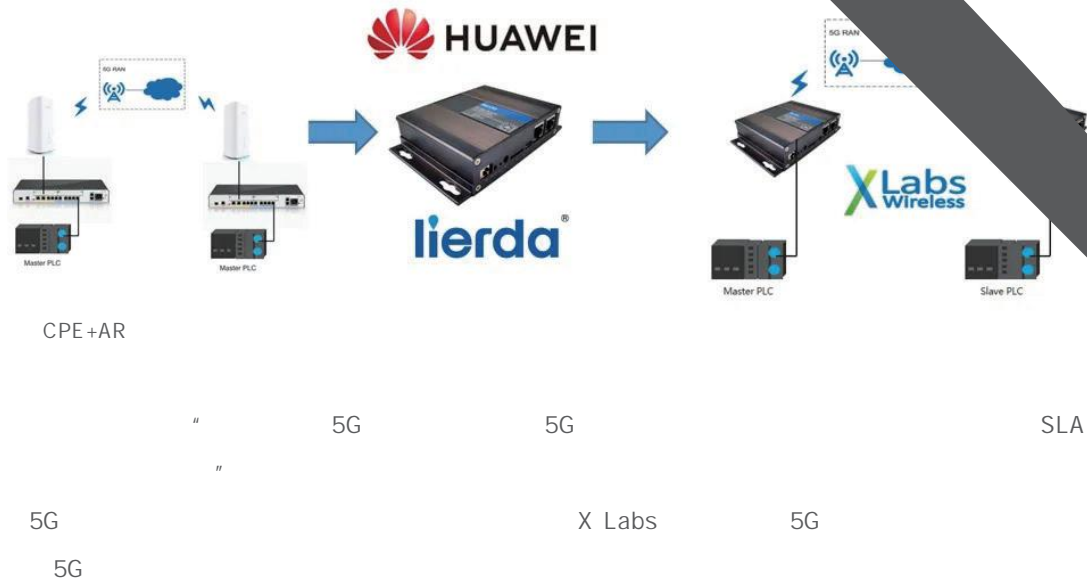 5G RAN
5G RAN
HUAWEI
lierda®
X Labs
Wireless
Master PLC
Master PLC
Master PLC
Slave PLC
CPE+AR
“ 5G 5G SLA
”
5G X Labs 5G
5G